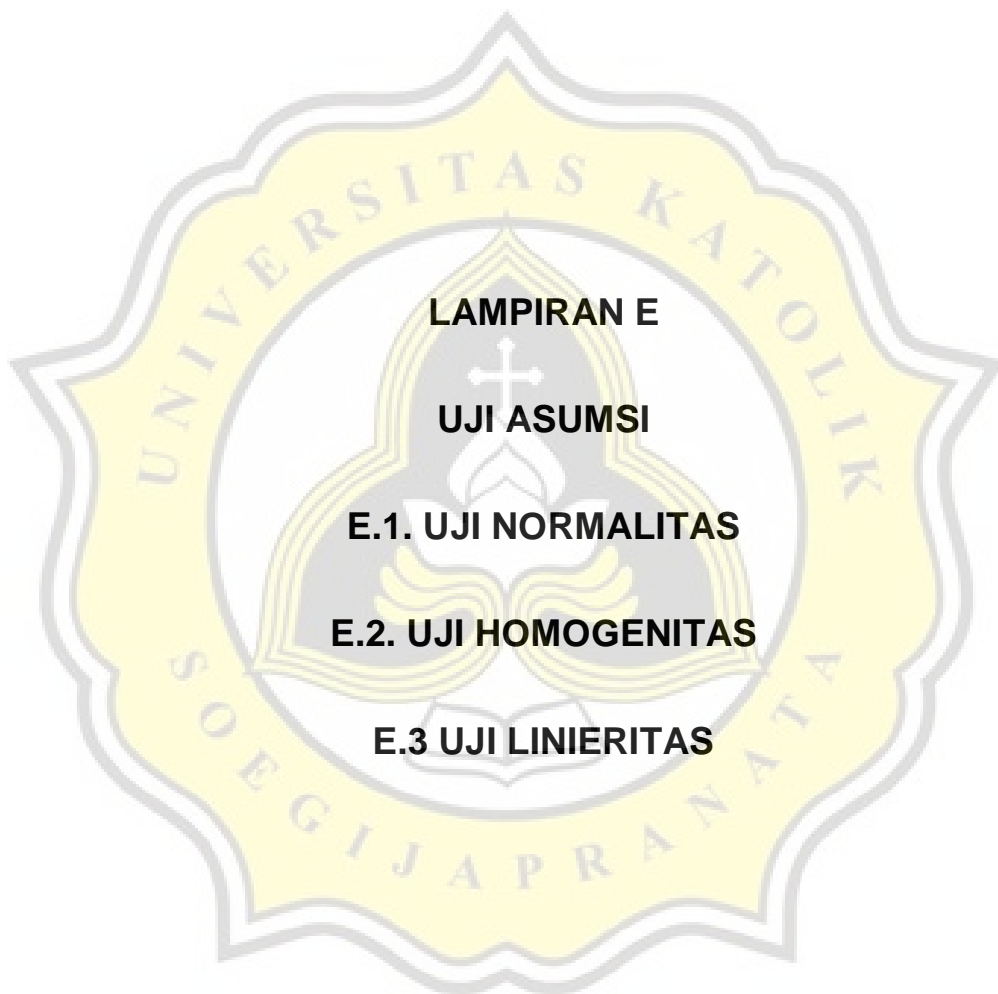 UNIVERSITAS KATOLIK
LAMPIRAN E
UJI ASUMSI
E.1. UJI NORMALITAS
E.2. UJI HOMOGENITAS
E.3 UJI LINIERITAS
SOEGIJAPRANATA